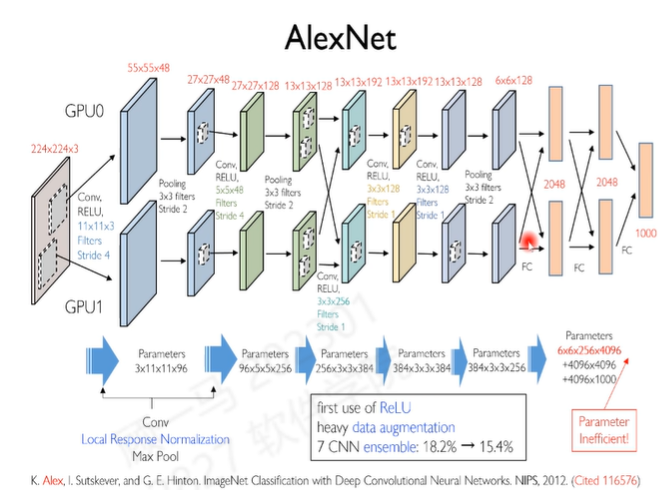 AlexNet
GPU0
GPU1
224x224x3
55x55x48
27x27x48
27x27x128
13x13x128
13x13x192
13x13x192
13x13x128
6x6x128
Conv,
RELU,
11x11x3
Filters
Stride 4
Pooling
3x3 filters
Stride 2
Conv,
RELU,
5x5x48
Filters
Stride 4
Pooling
3x3 filters
Stride 2
Conv,
RELU,
3x3x256
Filters
Stride 1
Conv,
RELU,
3x3x128
Filters
Stride 1
Conv,
RELU,
3x3x128
Filters
Stride 1
Pooling
3x3 filters
Stride 2
2048
2048
1000
FC
FC
FC
Parameters
3x11x11x96
Parameters
96x5x5x256
Parameters
256x3x3x384
Parameters
384x3x3x384
Parameters
384x3x3x256
Parameters
6x6x256x4096
+4096x4096
+4096x1000
Conv
Local Response Normalization
Max Pool
first use of ReLU
heavy data augmentation
7 CNN ensemble: 18.2% → 15.4%
Parameter
Inefficient!
K. Alex, I. Sutskever, and G. E. Hinton. ImageNet Classification with Deep Convolutional Neural Networks. NIPS, 2012. (Cited 116576)